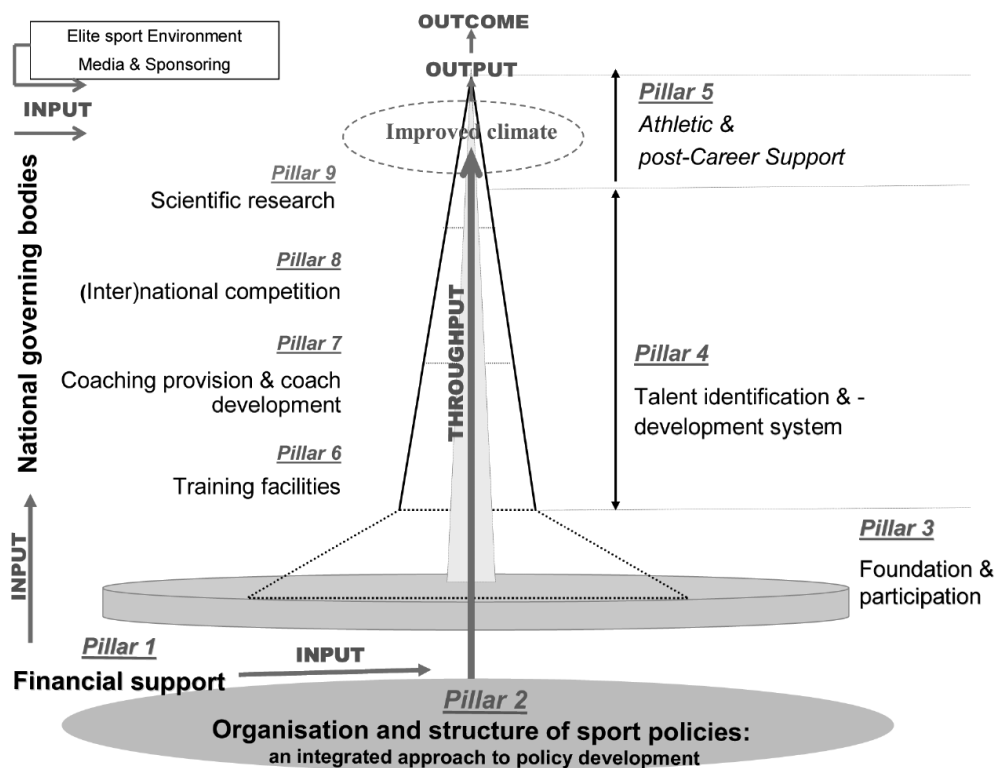 OUTCOME
Elite sport Environment
Media & Sponsoring
OUTPUT
INPUT
Pillar 5
Athletic &
post-Career Support
Improved climate
Pillar 9
Scientific research
National governing bodies
Pillar 8
(Inter)national competition
THROUGHPUT
Pillar 7
Coaching provision & coach
development
Pillar 4
Talent identification & -
development system
Pillar 6
Training facilities
Pillar 3
Foundation &
participation
INPUT
Pillar 1
Financial support
INPUT
Pillar 2
Organisation and structure of sport policies:
an integrated approach to policy development